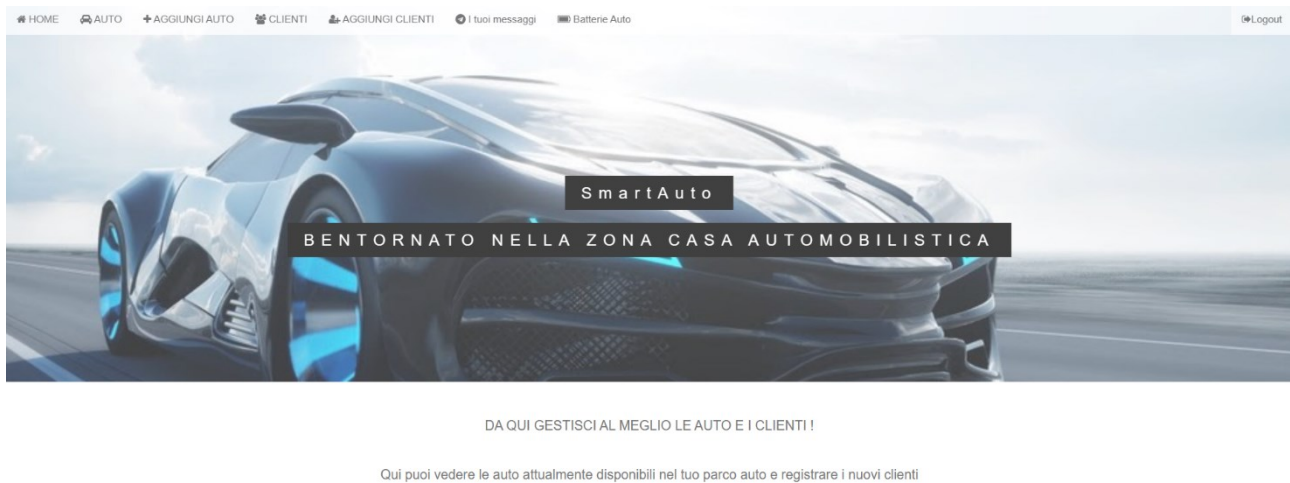 HOME AUTO AGGIUNGI AUTO CLIENTI AGGIUNGI CLIENTI I tuoi messaggi Batterie Auto Logout
SmartAuto
BENTORNATO NELLA ZONA CASA AUTOMOBILISTICA
DA QUI GESTISCI AL MEGLIO LE AUTO E I CLIENTI !
Qui puoi vedere le auto attualmente disponibili nel tuo parco auto e registrare i nuovi clienti